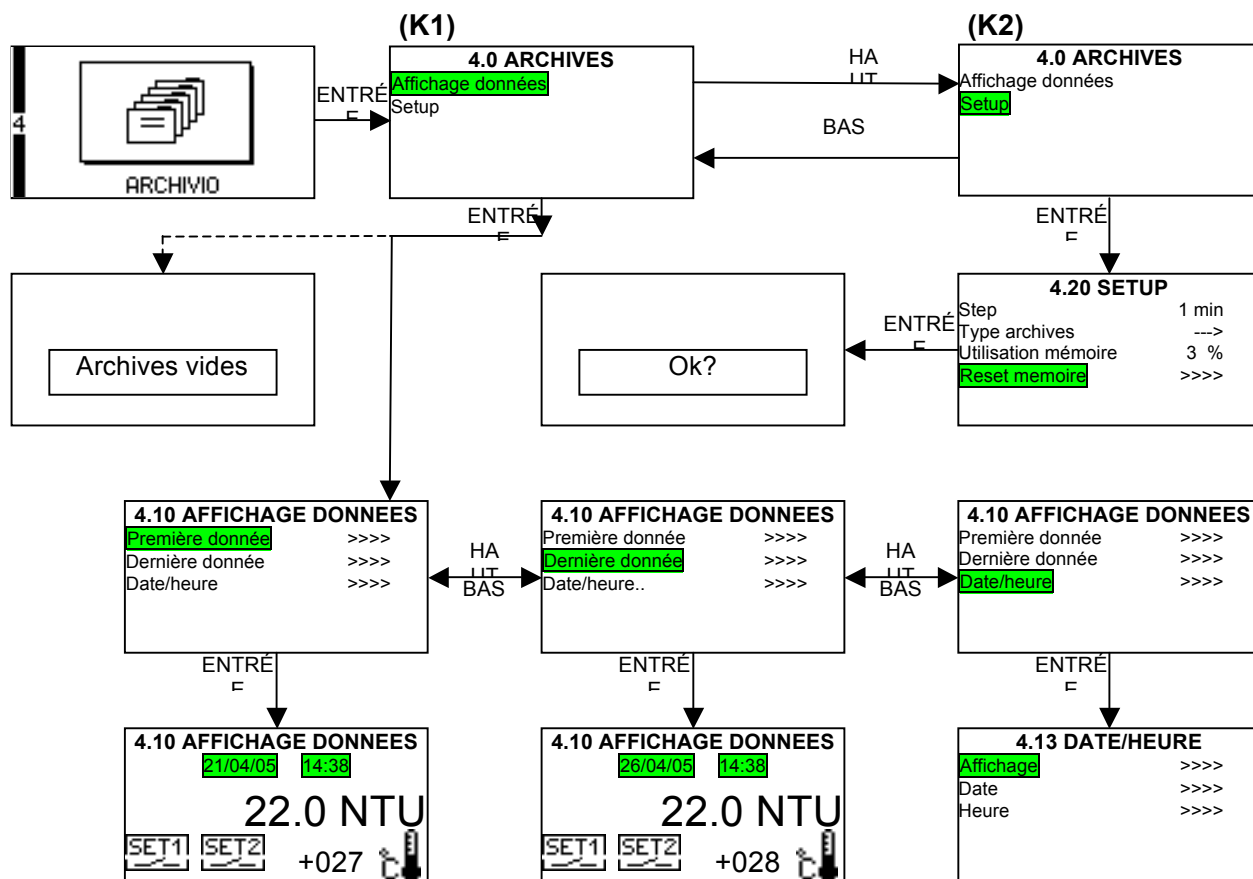 (K1)
(K2)
4
ARCHIVIO
ENTRÉE
4.0 ARCHIVES
Affichage données
Setup
HAUT
BAS
4.0 ARCHIVES
Affichage données
Setup
ENTRÉE
ENTRÉE
Archives vides
Ok?
ENTRÉE
4.20 SETUP
Step 1 min
Type archives --->
Utilisation mémoire 3 %
Reset memoire >>>>
4.10 AFFICHAGE DONNEES
Première donnée >>>>
Dernière donnée >>>>
Date/heure >>>>
HAUT
BAS
4.10 AFFICHAGE DONNEES
Première donnée >>>>
Dernière donnée >>>>
Date/heure.. >>>>
HAUT
BAS
4.10 AFFICHAGE DONNEES
Première donnée >>>>
Dernière donnée >>>>
Date/heure >>>>
ENTRÉE
ENTRÉE
ENTRÉE
4.10 AFFICHAGE DONNEES
21/04/05 14:38
22.0 NTU
SET1 SET2 +027 °C
4.10 AFFICHAGE DONNEES
26/04/05 14:38
22.0 NTU
SET1 SET2 +028 °C
4.13 DATE/HEURE
Affichage >>>>
Date >>>>
Heure >>>>